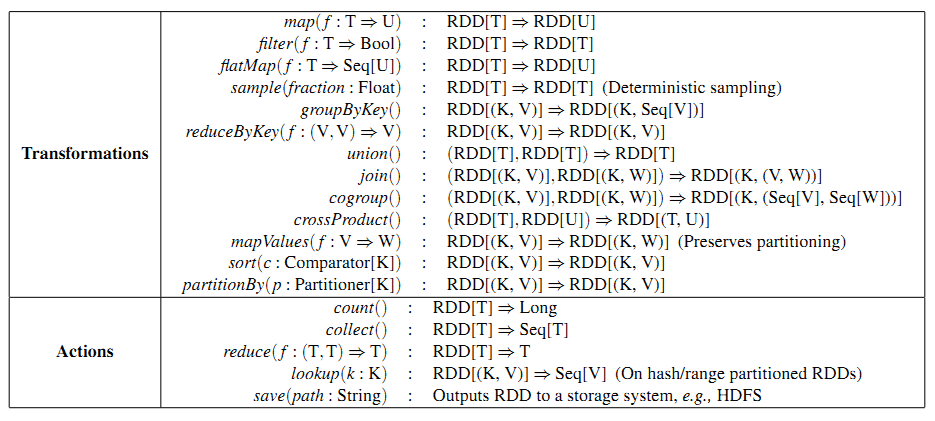 Transformations
map(f : T ⇒ U) : RDD[T] ⇒ RDD[U]
filter(f : T ⇒ Bool) : RDD[T] ⇒ RDD[T]
flatMap(f : T ⇒ Seq[U]) : RDD[T] ⇒ RDD[U]
sample(fraction : Float) : RDD[T] ⇒ RDD[T] (Deterministic sampling)
groupByKey() : RDD[(K, V)] ⇒ RDD[(K, Seq[V])]
reduceByKey(f : (V,V) ⇒ V) : RDD[(K, V)] ⇒ RDD[(K, V)]
union() : (RDD[T],RDD[T]) ⇒ RDD[T]
join() : (RDD[(K, V)],RDD[(K, W)]) ⇒ RDD[(K, (V, W))]
cogroup() : (RDD[(K, V)],RDD[(K, W)]) ⇒ RDD[(K, (Seq[V], Seq[W]))]
crossProduct() : (RDD[T],RDD[U]) ⇒ RDD[(T, U)]
mapValues(f : V ⇒ W) : RDD[(K, V)] ⇒ RDD[(K, W)] (Preserves partitioning)
sort(c : Comparator[K]) : RDD[(K, V)] ⇒ RDD[(K, V)]
partitionBy(p : Partitioner[K]) : RDD[(K, V)] ⇒ RDD[(K, V)]
Actions
count() : RDD[T] ⇒ Long
collect() : RDD[T] ⇒ Seq[T]
reduce(f : (T,T) ⇒ T) : RDD[T] ⇒ T
lookup(k : K) : RDD[(K, V)] ⇒ Seq[V] (On hash/range partitioned RDDs)
save(path : String) : Outputs RDD to a storage system, e.g., HDFS